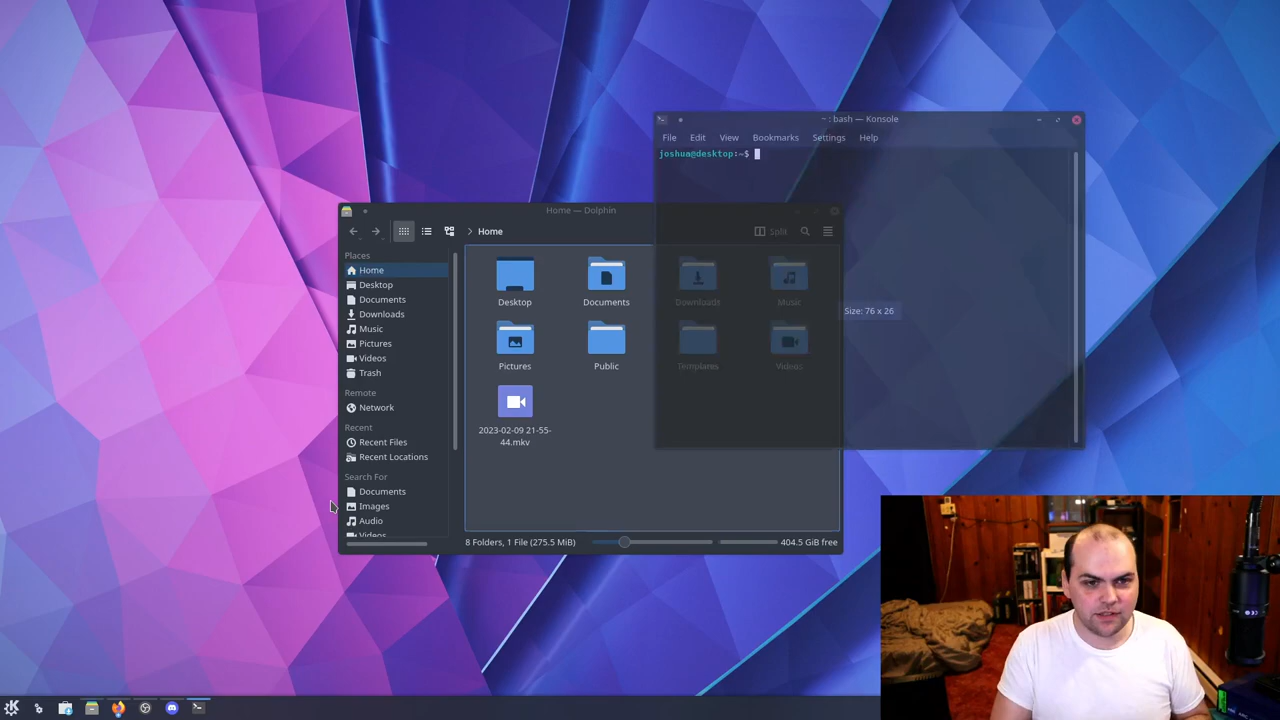 ~ : bash — Konsole
File Edit View Bookmarks Settings Help
joshua@desktop:~$
Size: 76 x 26
Home — Dolphin
Home
Split
Places
Home
Desktop
Documents
Downloads
Music
Pictures
Videos
Trash
Remote
Network
Recent
Recent Files
Recent Locations
Search For
Documents
Images
Audio
Videos
Desktop Documents Downloads Music
Pictures Public Templates Videos
2023-02-09 21-55-
44.mkv
8 Folders, 1 File (275.5 MiB)
404.5 GiB free